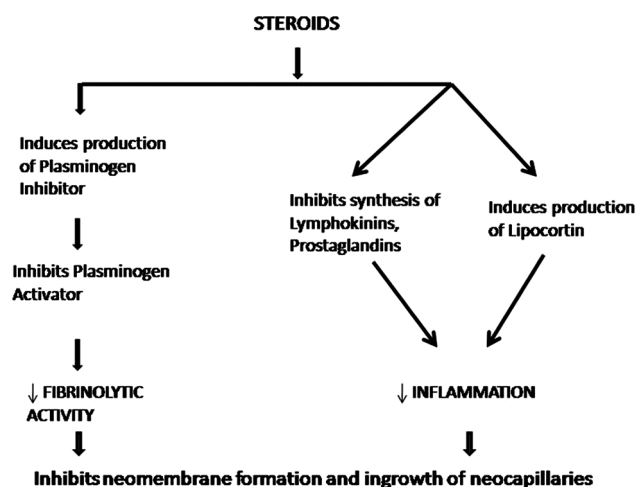 STEROIDS
Induces production
of Plasminogen
Inhibitor
Inhibits synthesis of
Lymphokinins,
Prostaglandins
Induces production
of Lipocortin
Inhibits Plasminogen
Activator
↓ FIBRINOLYTIC
ACTIVITY
↓ INFLAMMATION
Inhibits neomembrane formation and ingrowth of neocapillaries